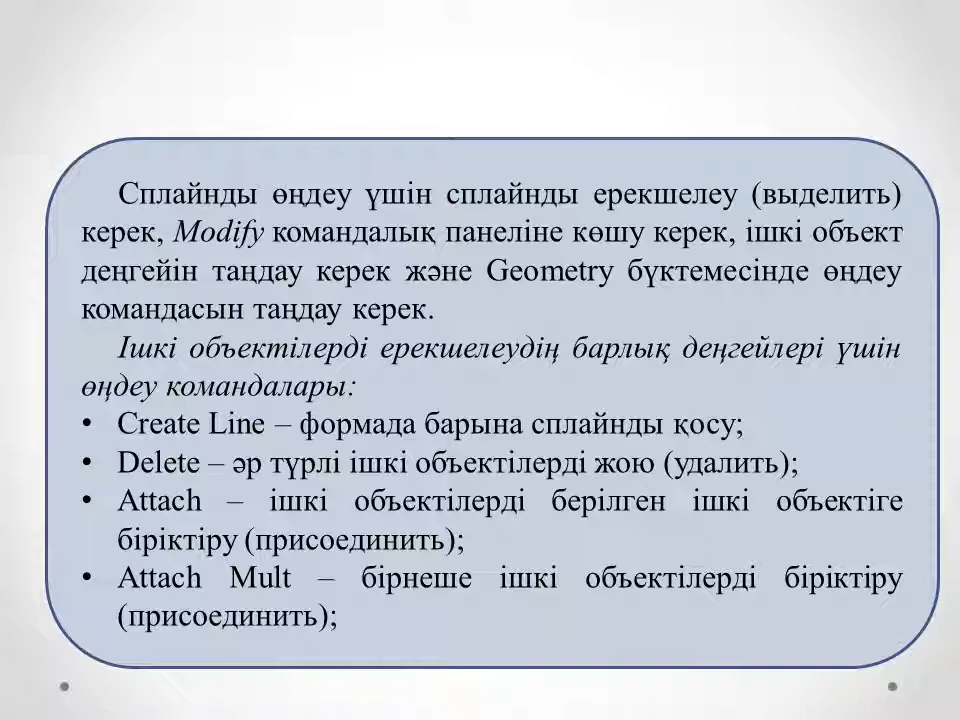 Сплайнды өңдеу үшін сплайнды ерекшелеу (выделить)
керек, Modify командалық панеліне көшу керек, ішкі объект
деңгейін таңдау керек және Geometry бүктемесінде өңдеу
командасын таңдау керек.
Ішкі объектілерді ерекшелеудің барлық деңгейлері үшін
өңдеу командалары:
• Create Line – формада барына сплайнды қосу;
• Delete – әр түрлі ішкі объектілерді жою (удалить);
• Attach – ішкі объектілерді берілген ішкі объектіге
біріктіру (присоединить);
• Attach Mult – бірнеше ішкі объектілерді біріктіру
(присоединить);